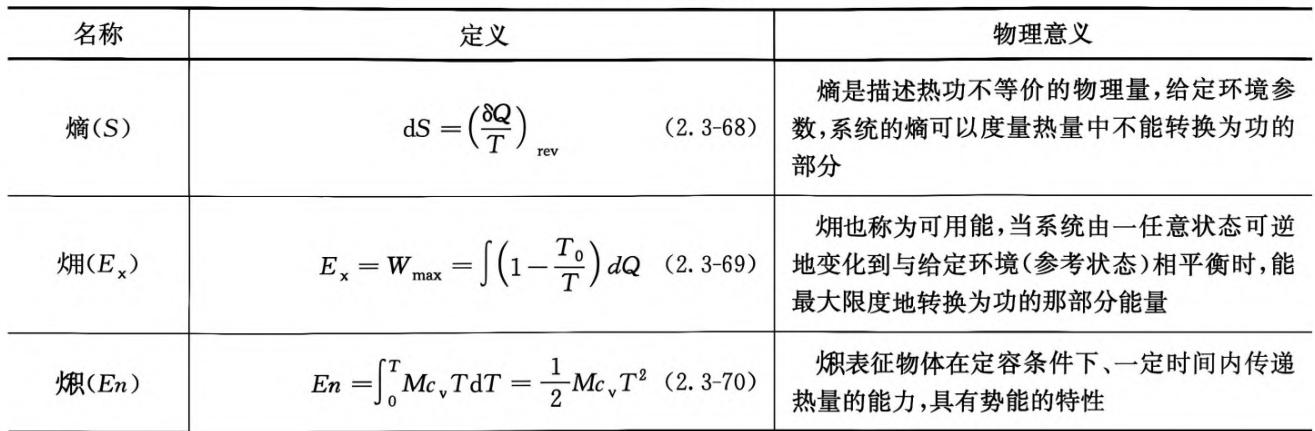 名称 定义 物理意义
熵(S) dS = (δQ/T)_rev (2.3-68) 熵是描述热功不等价的物理量,给定环境参
数,系统的熵可以度量热量中不能转换为功的
部分
㶲(E_x) E_x = W_max = ∫(1 - T_0/T) dQ (2.3-69) 㶲也称为可用能,当系统由一任意状态可逆
地变化到与给定环境(参考状态)相平衡时,能
最大限度地转换为功的那部分能量
(En) En = ∫_0^T Mc_v T dT = 1/2 Mc_v T^2 (2.3-70) 表征物体在定容条件下、一定时间内传递
热量的能力,具有势能的特性